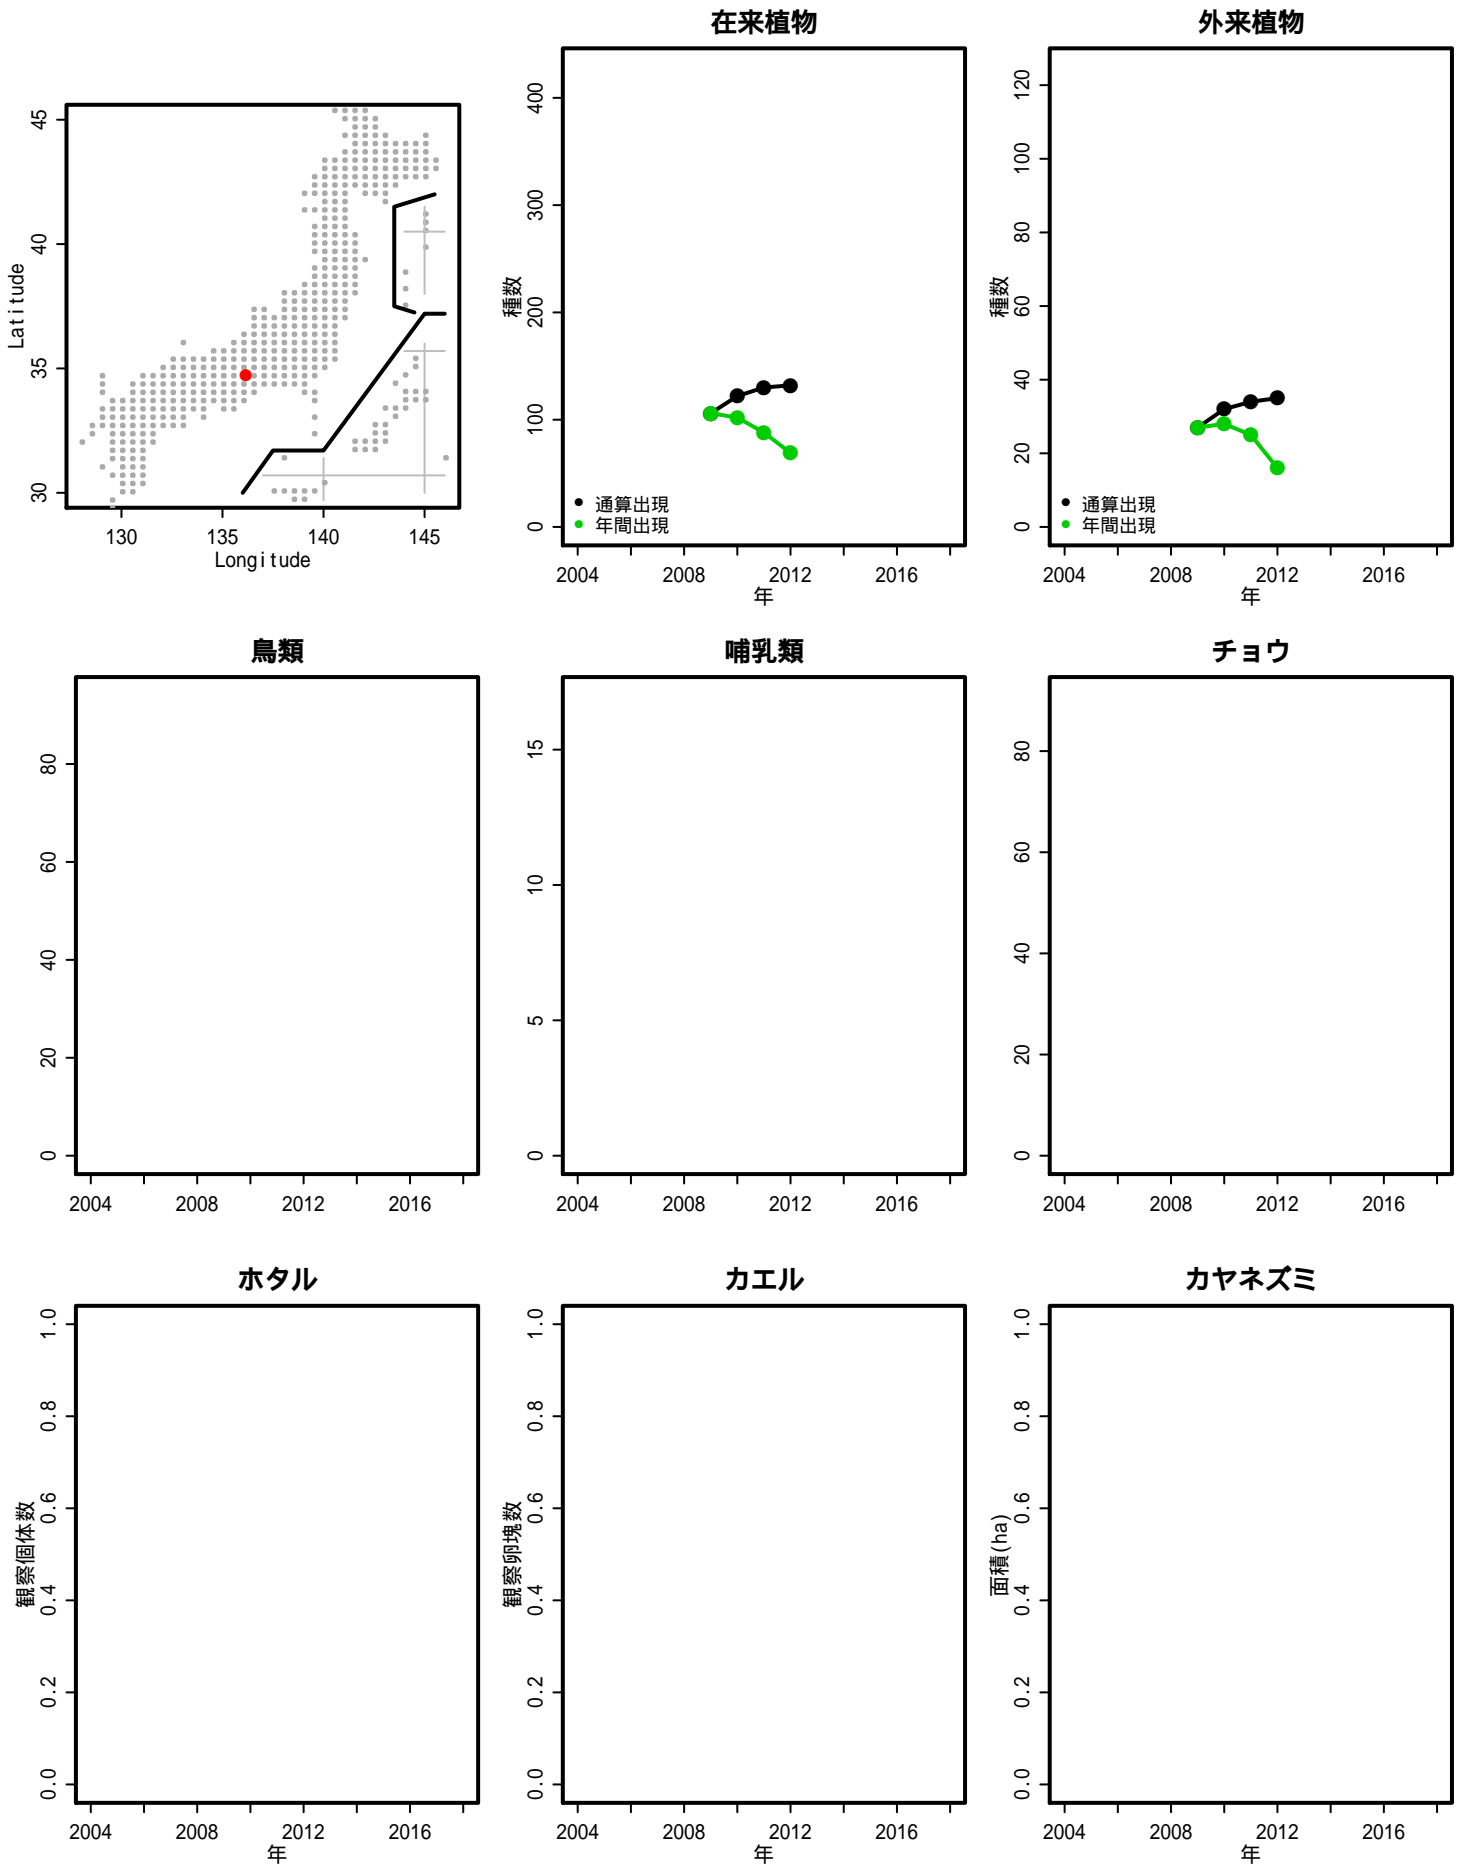 45
40
35
30
Latitude
130 135 140 145
Longitude
在来植物
400
300
200
100
0
種数
通算出現
年間出現
2004 2008 2012 2016
年
外来植物
120
100
80
60
40
20
0
種数
通算出現
年間出現
2004 2008 2012 2016
年
鳥類
80
60
40
20
0
2004 2008 2012 2016
哺乳類
15
10
5
0
2004 2008 2012 2016
チョウ
80
60
40
20
0
2004 2008 2012 2016
ホタル
1.0
0.8
0.6
0.4
0.2
0.0
観察個体数
2004 2008 2012 2016
年
カエル
1.0
0.8
0.6
0.4
0.2
0.0
観察卵塊数
2004 2008 2012 2016
年
カヤネズミ
1.0
0.8
0.6
0.4
0.2
0.0
面積(ha)
2004 2008 2012 2016
年